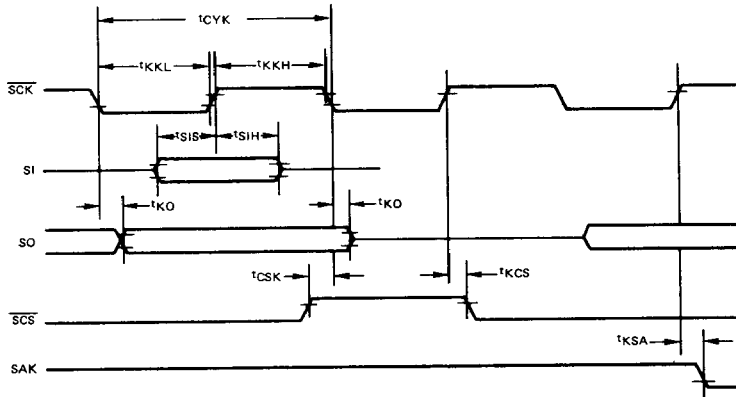 tCYK
tKKL
tKKH
SCK
tSIS
tSIH
SI
tKO
tKO
SO
tCSK
tKCS
SCS
tKSA
SAK